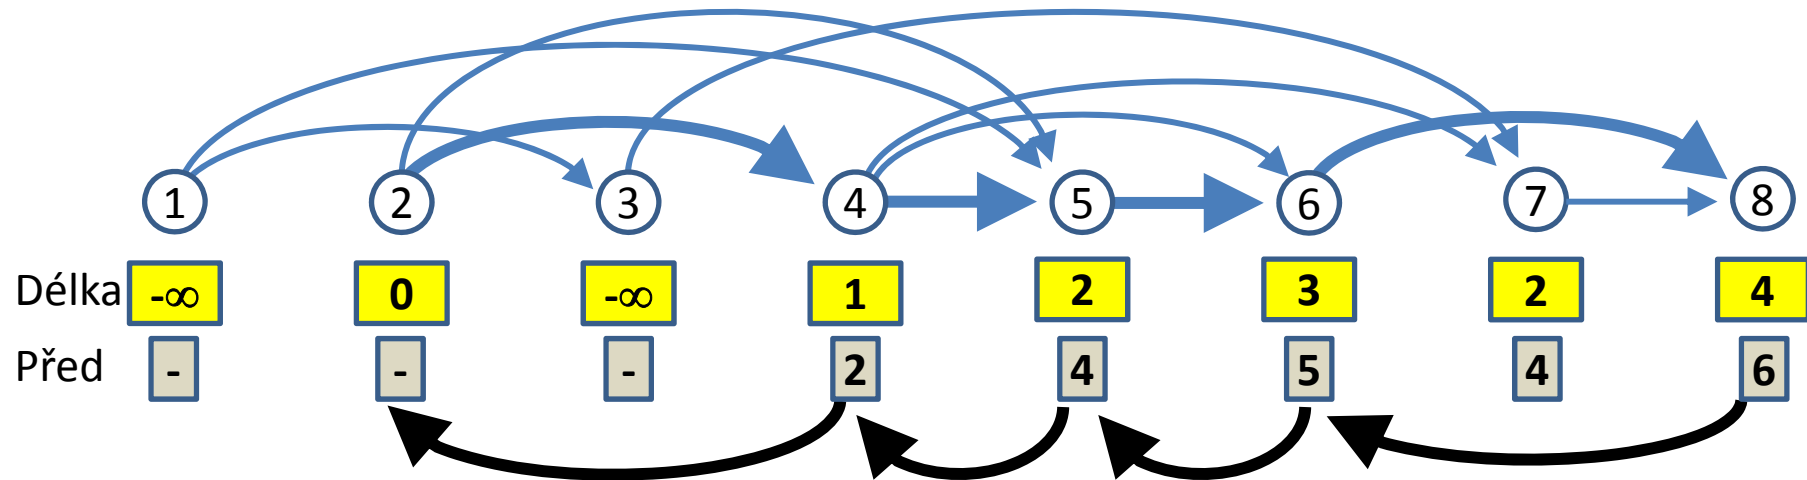 1 2 3 4 5 6 7 8
Délka -∞ 0 -∞ 1 2 3 2 4
Před - - - 2 4 5 4 6